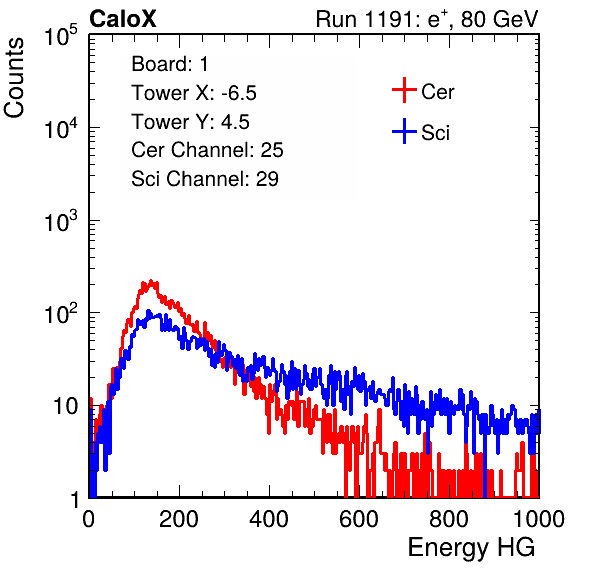 CaloX Run 1191: e⁺, 80 GeV
Counts
Board: 1
Tower X: -6.5
Tower Y: 4.5
Cer Channel: 25
Sci Channel: 29
Cer
Sci
10⁵
10⁴
10³
10²
10
1
0 200 400 600 800 1000
Energy HG